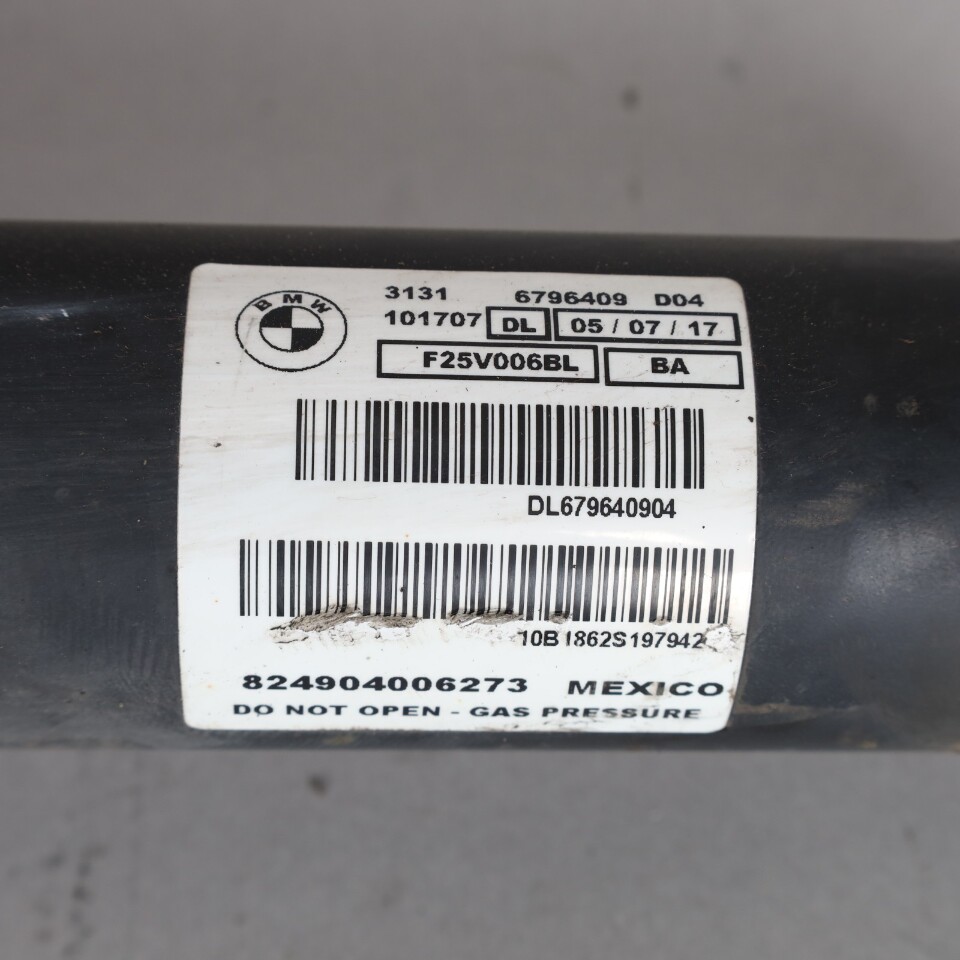 BMW
3131 6796409 D04
101707 DL 05 / 07 / 17
F25V006BL BA
DL679640904
10B1862S197942
824904006273 MEXICO
DO NOT OPEN - GAS PRESSURE